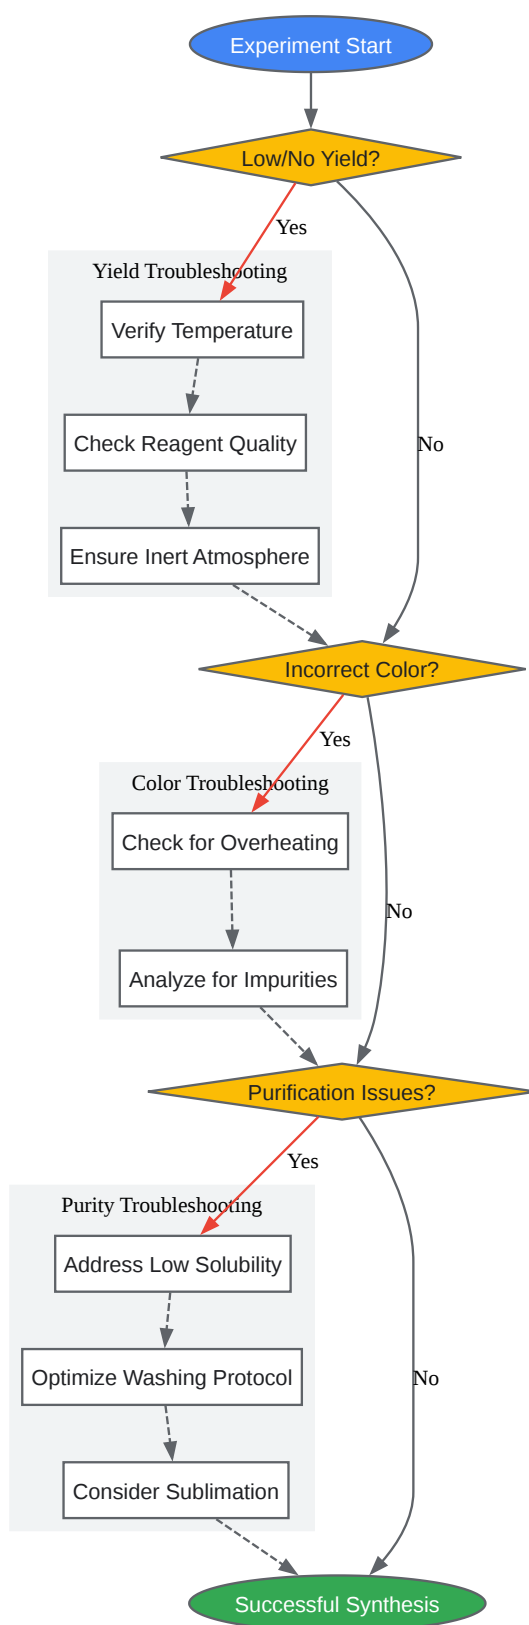 Experiment Start
Low/No Yield?
Yes
Yield Troubleshooting
Verify Temperature
Check Reagent Quality
No
Ensure Inert Atmosphere
Incorrect Color?
Yes
Color Troubleshooting
Check for Overheating
No
Analyze for Impurities
Purification Issues?
Yes
Purity Troubleshooting
Address Low Solubility
Optimize Washing Protocol
No
Consider Sublimation
Successful Synthesis